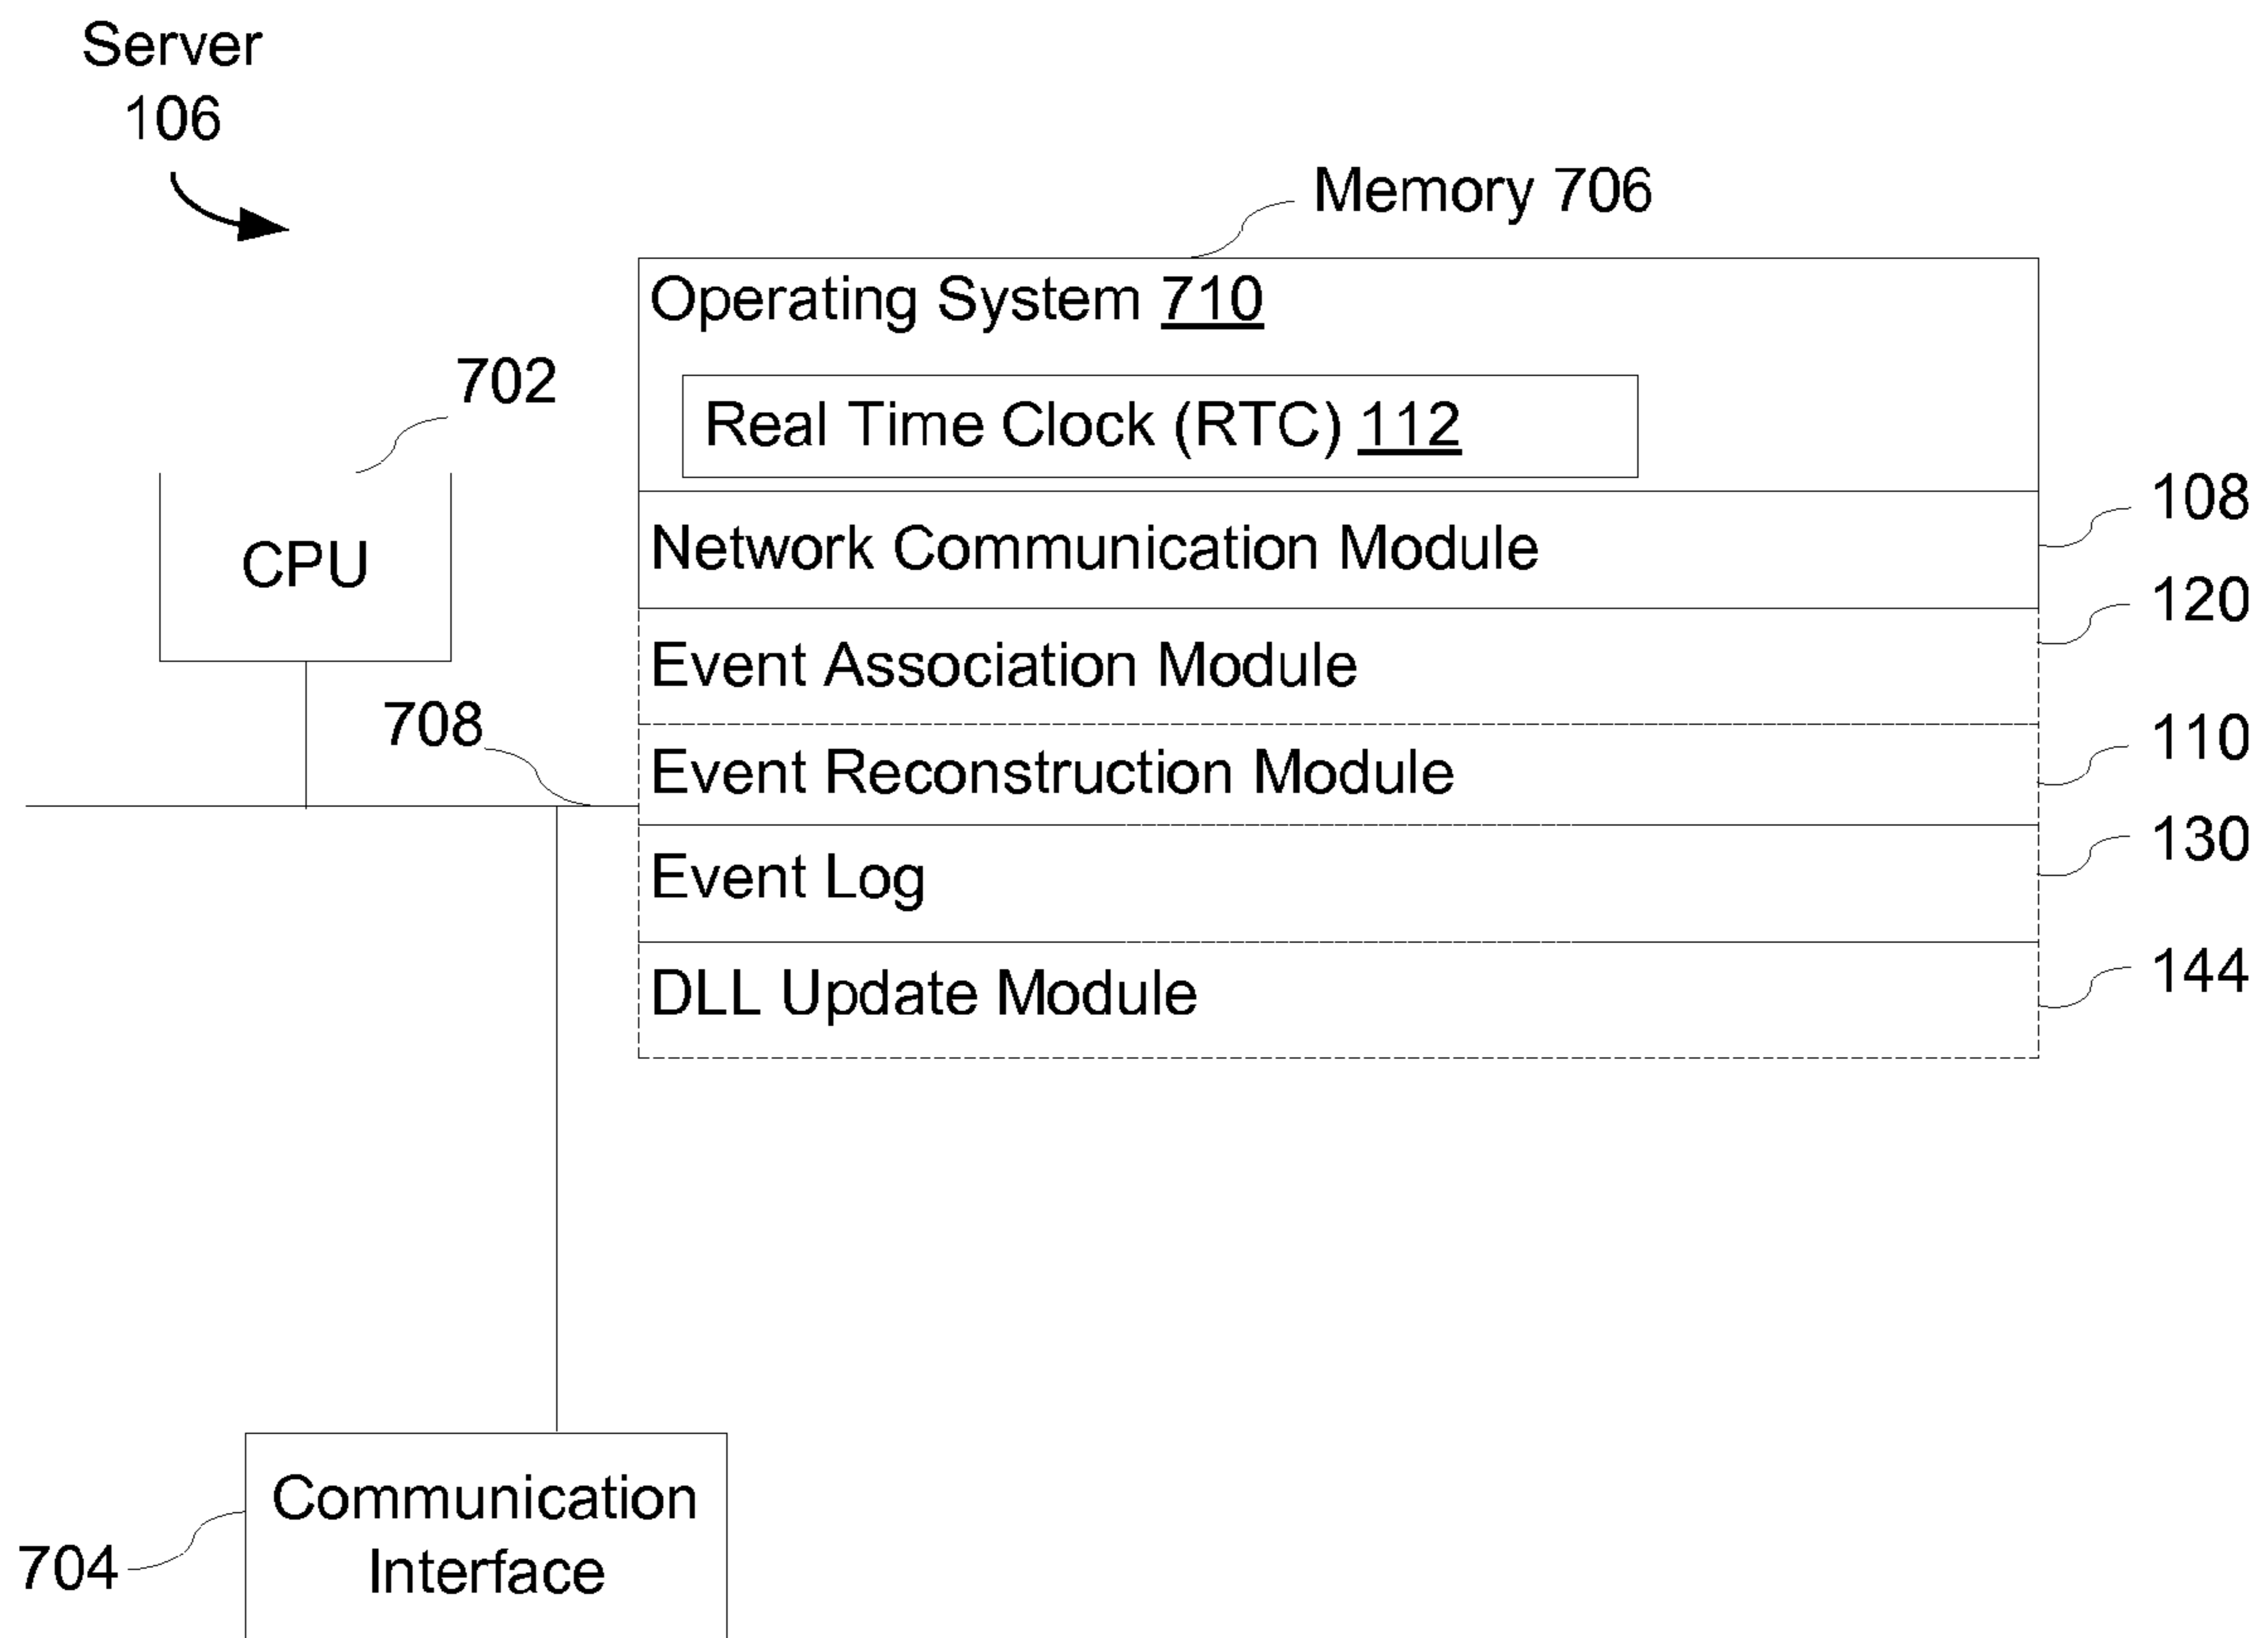 Server
106
Memory 706
Operating System 710
702
Real Time Clock (RTC) 112
108
Network Communication Module
CPU
120
Event Association Module
708
110
Event Reconstruction Module
130
Event Log
144
DLL Update Module
Communication
Interface
704